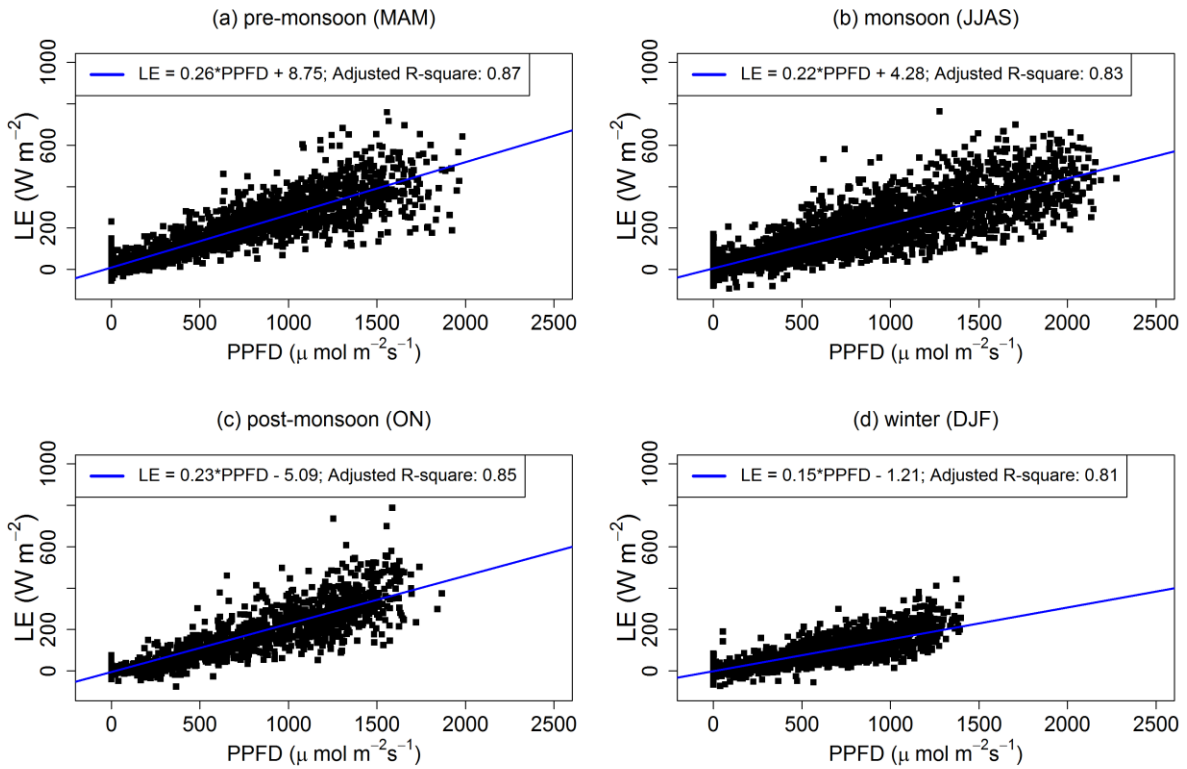 (a) pre-monsoon (MAM)
LE = 0.26*PPFD + 8.75; Adjusted R-square: 0.87
LE (W m⁻²)
1000
600
200
0
0 500 1000 1500 2000 2500
PPFD (μ mol m⁻²s⁻¹)
(b) monsoon (JJAS)
LE = 0.22*PPFD + 4.28; Adjusted R-square: 0.83
LE (W m⁻²)
1000
600
200
0
0 500 1000 1500 2000 2500
PPFD (μ mol m⁻²s⁻¹)
(c) post-monsoon (ON)
LE = 0.23*PPFD - 5.09; Adjusted R-square: 0.85
LE (W m⁻²)
1000
600
200
0
0 500 1000 1500 2000 2500
PPFD (μ mol m⁻²s⁻¹)
(d) winter (DJF)
LE = 0.15*PPFD - 1.21; Adjusted R-square: 0.81
LE (W m⁻²)
1000
600
200
0
0 500 1000 1500 2000 2500
PPFD (μ mol m⁻²s⁻¹)